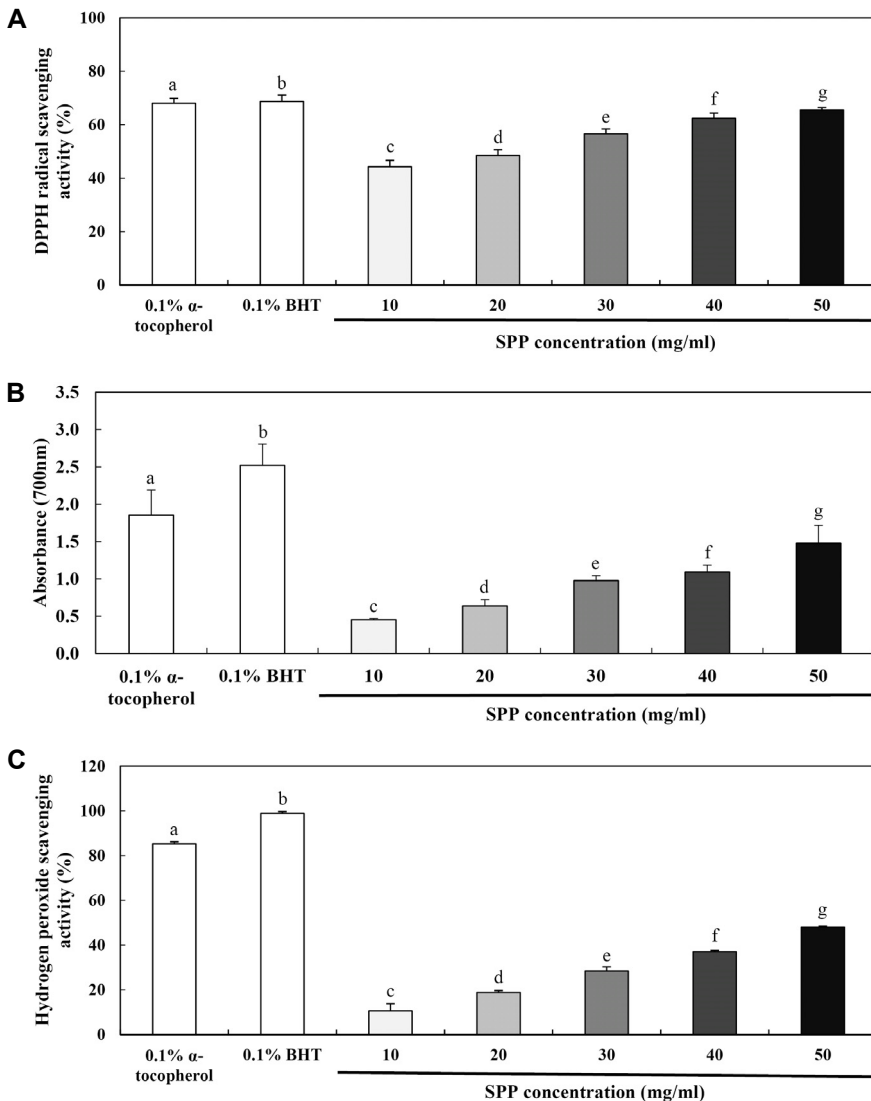 A
DPPH radical scavenging
activity (%)
100
80
60
40
20
0
a
b
c
d
e
f
g
0.1% α-
tocopherol
0.1% BHT
10
20
30
40
50
SPP concentration (mg/ml)
B
Absorbance (700nm)
3.5
3.0
2.5
2.0
1.5
1.0
0.5
0.0
a
b
c
d
e
f
g
0.1% α-
tocopherol
0.1% BHT
10
20
30
40
50
SPP concentration (mg/ml)
C
Hydrogen peroxide scavenging
activity (%)
120
100
80
60
40
20
0
a
b
c
d
e
f
g
0.1% α-
tocopherol
0.1% BHT
10
20
30
40
50
SPP concentration (mg/ml)